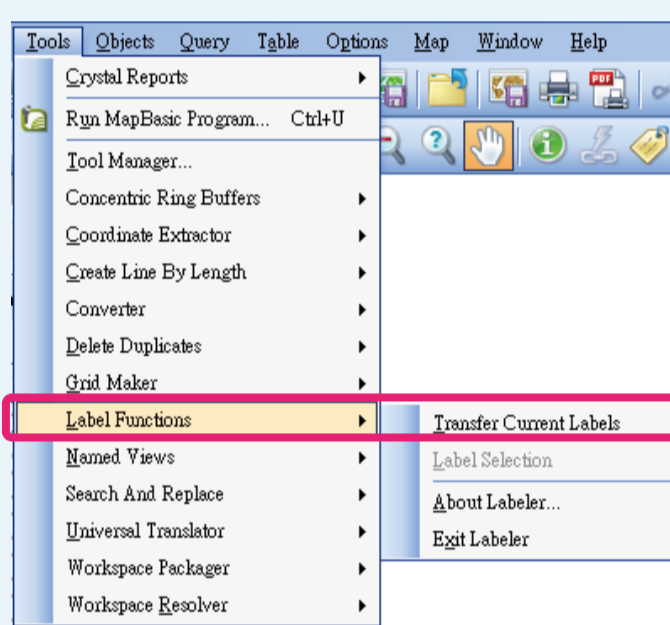 Tools Objects Query Table Options Map Window Help
Crystal Reports
Run MapBasic Program... Ctrl+U
Tool Manager...
Concentric Ring Buffers
Coordinate Extractor
Create Line By Length
Converter
Delete Duplicates
Grid Maker
Label Functions
Named Views
Search And Replace
Universal Translator
Workspace Packager
Workspace Resolver
Transfer Current Labels
Label Selection
About Labeler...
Exit Labeler
PDF